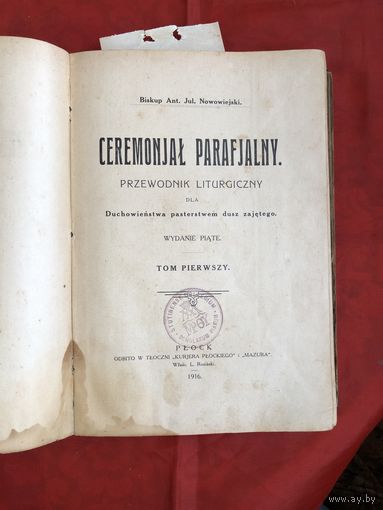 Biskup Ant. Jul. Nowowiejski.
CEREMONJAŁ PARAFJALNY.
PRZEWODNIK LITURGICZNY
DLA
Duchowieństwa pasterstwem dusz zajętego.
WYDANIE PIĄTE.
TOM PIERWSZY.
PŁOCK
ODBITO W TŁOCZNI „KURJERA PŁOCKIEGO" i „MAZURA".
Właśc. L. Rosiński.
1916.
www.ay.by